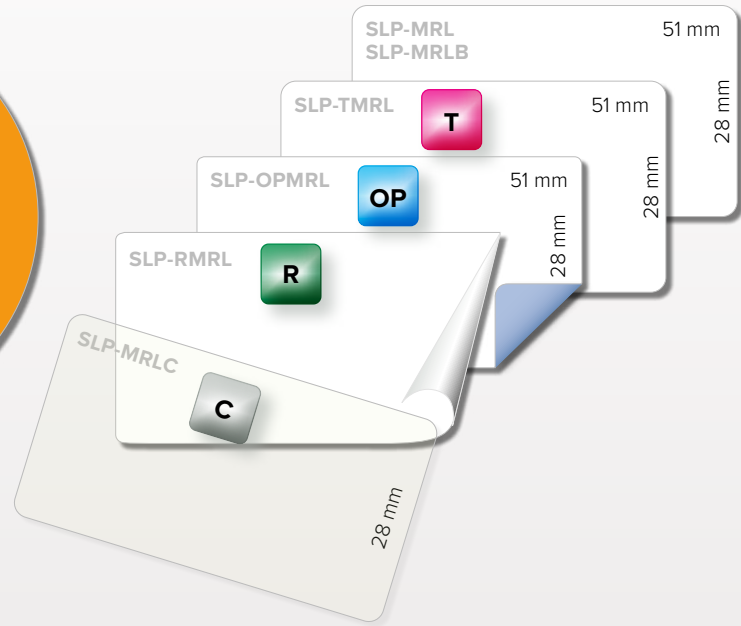 SLP-MRL
SLP-MRLB
51 mm
28 mm
SLP-TMRL
T
51 mm
28 mm
SLP-OPMRL
OP
51 mm
28 mm
SLP-RMRL
R
SLP-MRLC
C
28 mm